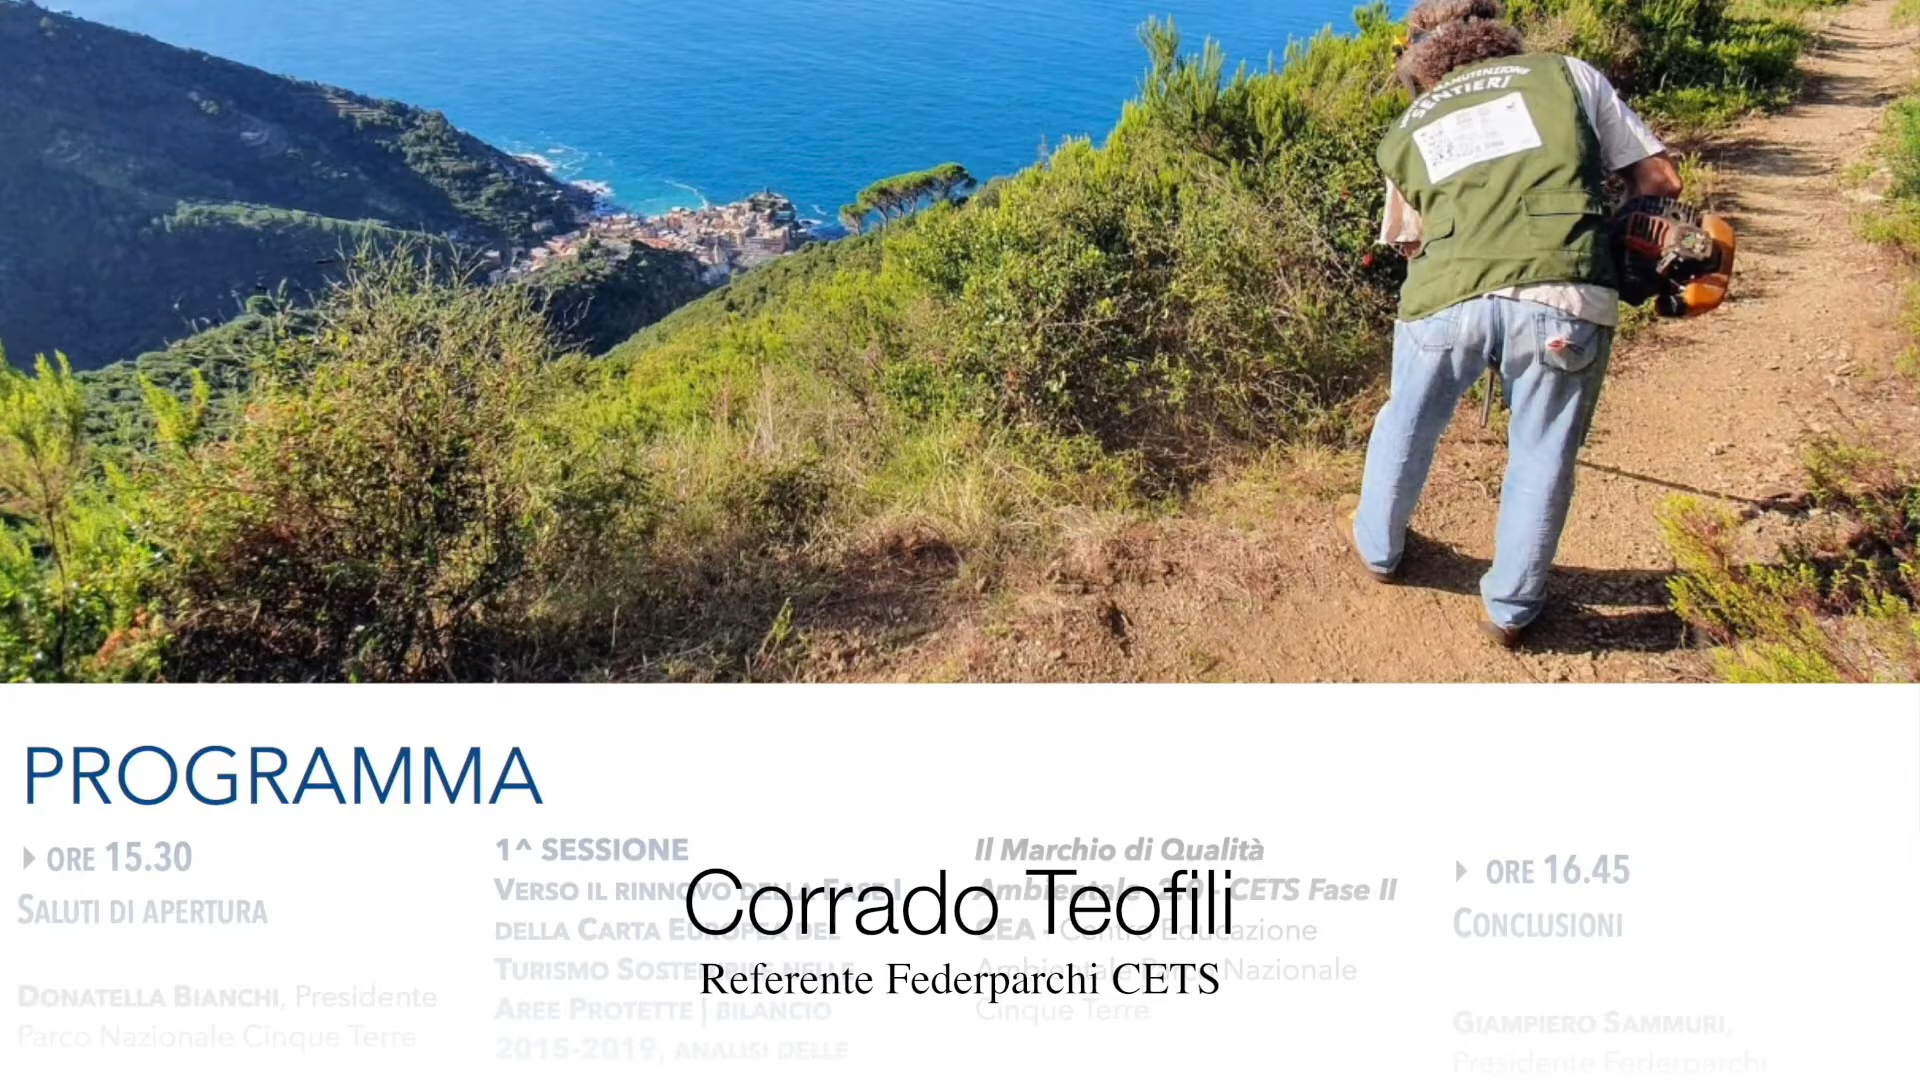 MANUTENZIONE
SENTIERI
PROGRAMMA
ORE 15.30
SALUTI DI APERTURA
DONATELLA BIANCHI, Presidente
Parco Nazionale Cinque Terre
1^ SESSIONE
VERSO IL RINNOVO DELLA FASE I
DELLA CARTA EUROPEA DEL
TURISMO SOSTENIBILE NELLE
AREE PROTETTE | BILANCIO
2015-2019, ANALISI DELLE
Il Marchio di Qualità
Ambientale 2.0 - CETS Fase II
CEA - Centro Educazione
Ambientale Parco Nazionale
Cinque Terre
ORE 16.45
CONCLUSIONI
GIAMPIERO SAMMURI,
Presidente Federparchi
Corrado Teofili
Referente Federparchi CETS